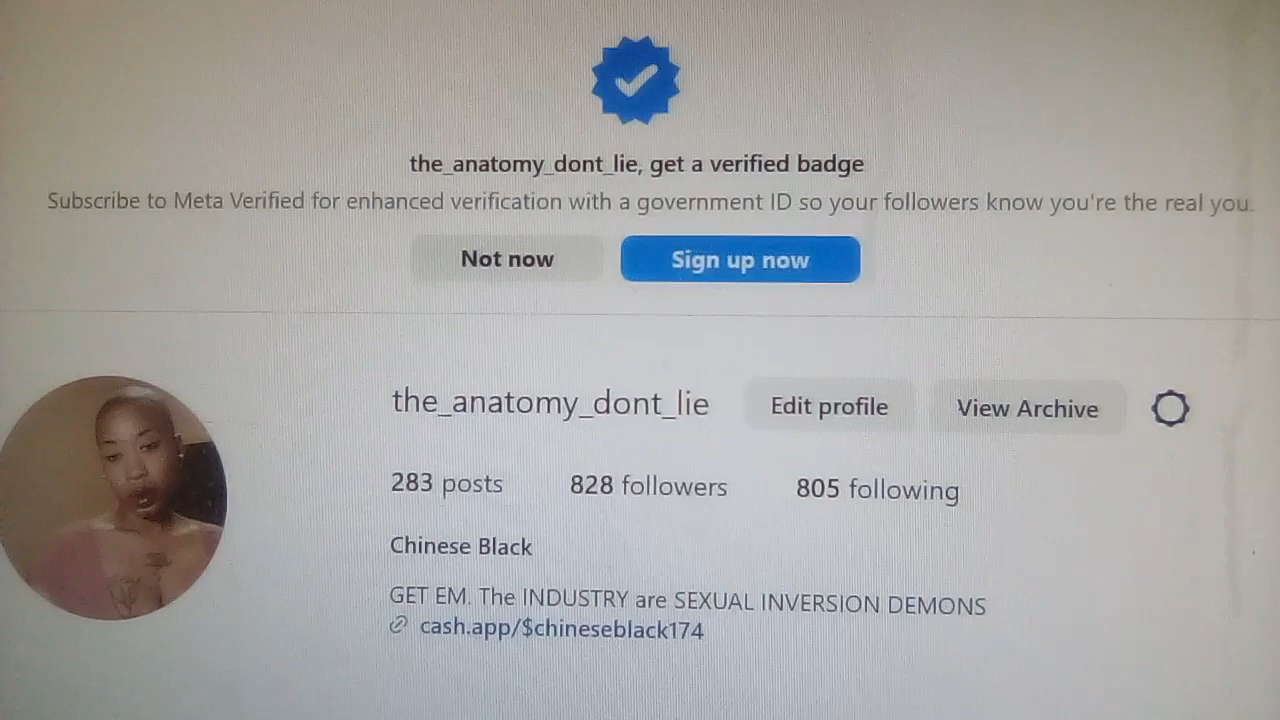 the_anatomy_dont_lie, get a verified badge
Subscribe to Meta Verified for enhanced verification with a government ID so your followers know you're the real you.
Not now Sign up now
the_anatomy_dont_lie Edit profile View Archive
283 posts 828 followers 805 following
Chinese Black
GET EM. The INDUSTRY are SEXUAL INVERSION DEMONS
cash.app/$chineseblack174